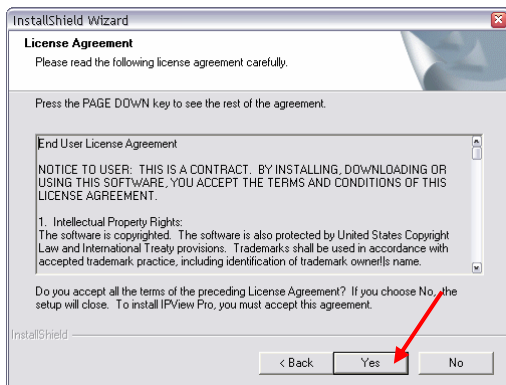 InstallShield Wizard
License Agreement
Please read the following license agreement carefully.
Press the PAGE DOWN key to see the rest of the agreement.
End User License Agreement
NOTICE TO USER: THIS IS A CONTRACT. BY INSTALLING, DOWNLOADING OR
USING THIS SOFTWARE, YOU ACCEPT THE TERMS AND CONDITIONS OF THIS
LICENSE AGREEMENT.
1. Intellectual Property Rights:
The software is copyrighted. The software is also protected by United States Copyright
Law and International Treaty provisions. Trademarks shall be used in accordance with
accepted trademark practice, including identification of trademark owner!|s name.
Do you accept all the terms of the preceding License Agreement? If you choose No, the
setup will close. To install IPView Pro, you must accept this agreement.
InstallShield
< Back
Yes
No